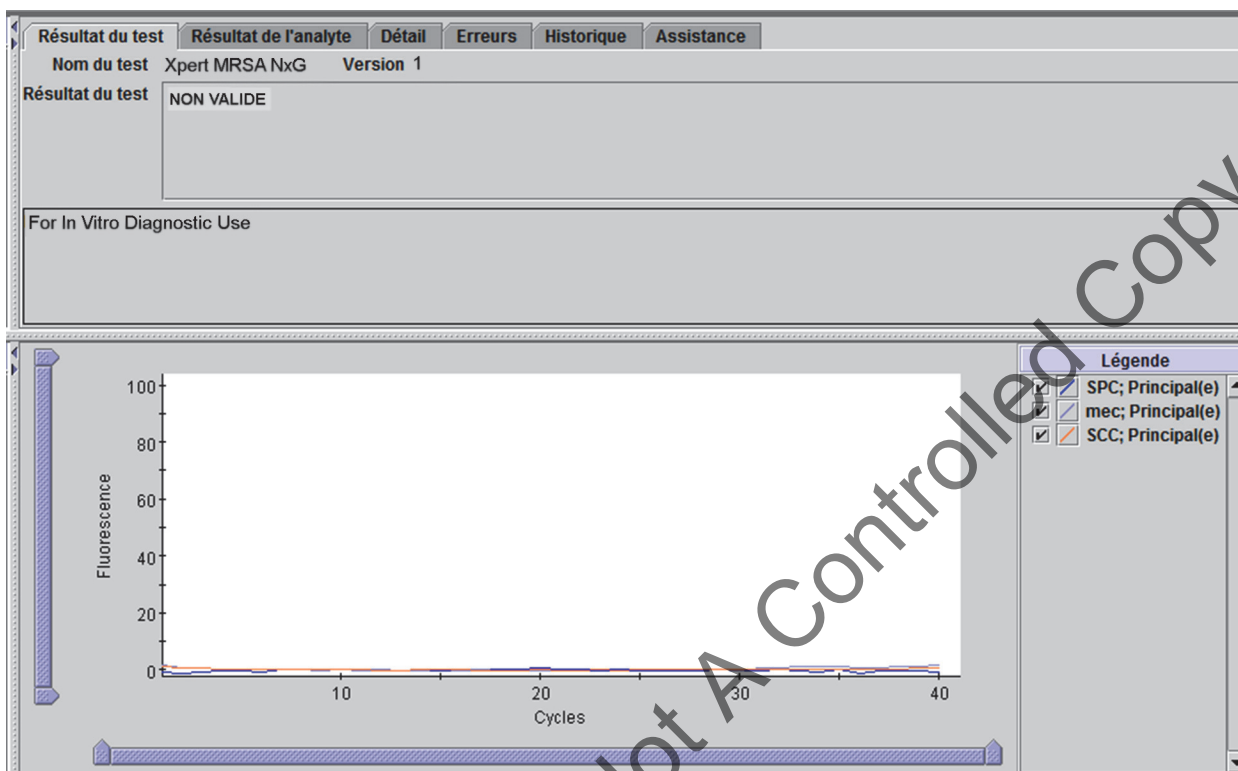 Résultat du test Résultat de l'analyte Détail Erreurs Historique Assistance
Nom du test Xpert MRSA NxG Version 1
Résultat du test NON VALIDE
For In Vitro Diagnostic Use
Légende
SPC; Principal(e)
mec; Principal(e)
SCC; Principal(e)
100
80
60
40
20
0
Fluorescence
10 20 30 40
Cycles
Not A Controlled Copy